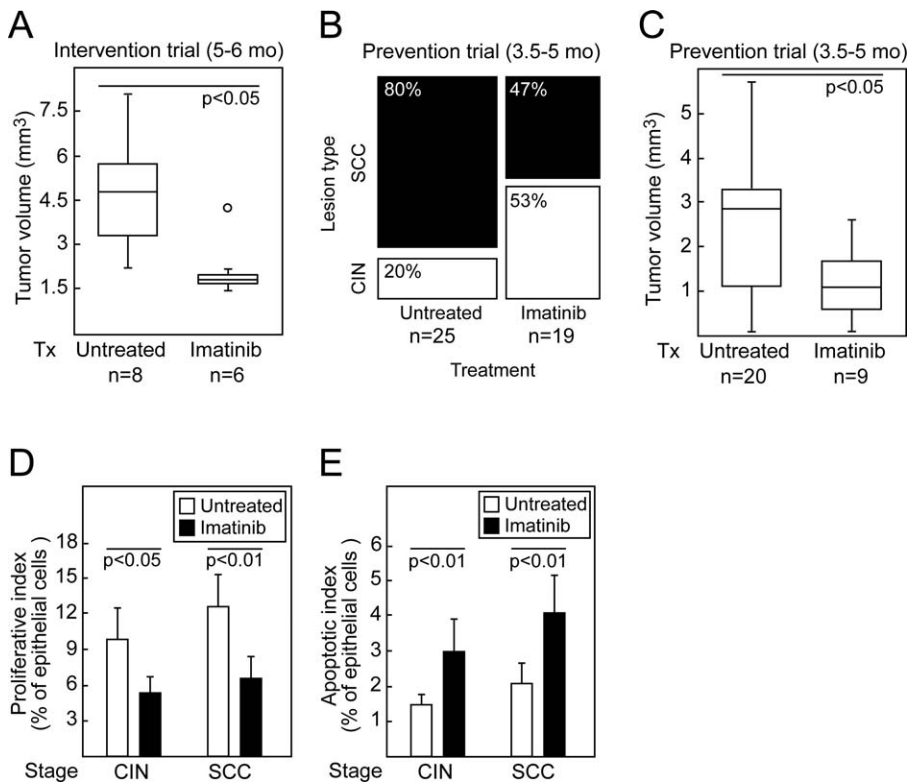 A
Intervention trial (5-6 mo)
Tumor volume (mm3)
7.5
6
4.5
3
1.5
p<0.05
Tx Untreated Imatinib
n=8 n=6
B
Prevention trial (3.5-5 mo)
Lesion type
SCC
CIN
80% 47%
53%
20%
Untreated Imatinib
n=25 n=19
Treatment
C
Prevention trial (3.5-5 mo)
Tumor volume (mm3)
5
4
3
2
1
p<0.05
Tx Untreated Imatinib
n=20 n=9
D
Untreated
Imatinib
Proliferative index
(% of epithelial cells )
18
15
12
9
6
3
p<0.05 p<0.01
Stage CIN SCC
E
Untreated
Imatinib
Apoptotic index
(% of epithelial cells )
6
5
4
3
2
1
p<0.01 p<0.01
Stage CIN SCC